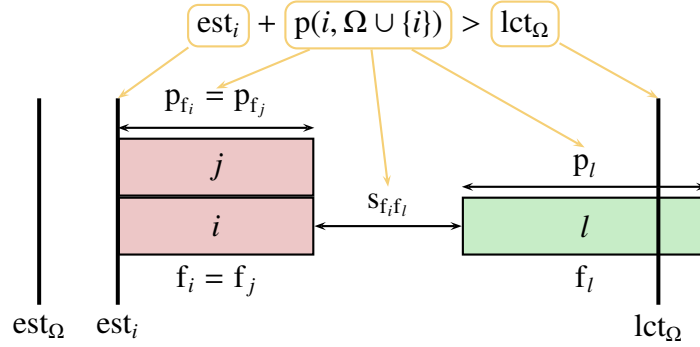 est_i + p(i, Ω ∪ {i}) > lct_Ω
p_{f_i} = p_{f_j}
j
p_l
s_{f_i f_l}
i
l
f_i = f_j
f_l
est_Ω
est_i
lct_Ω